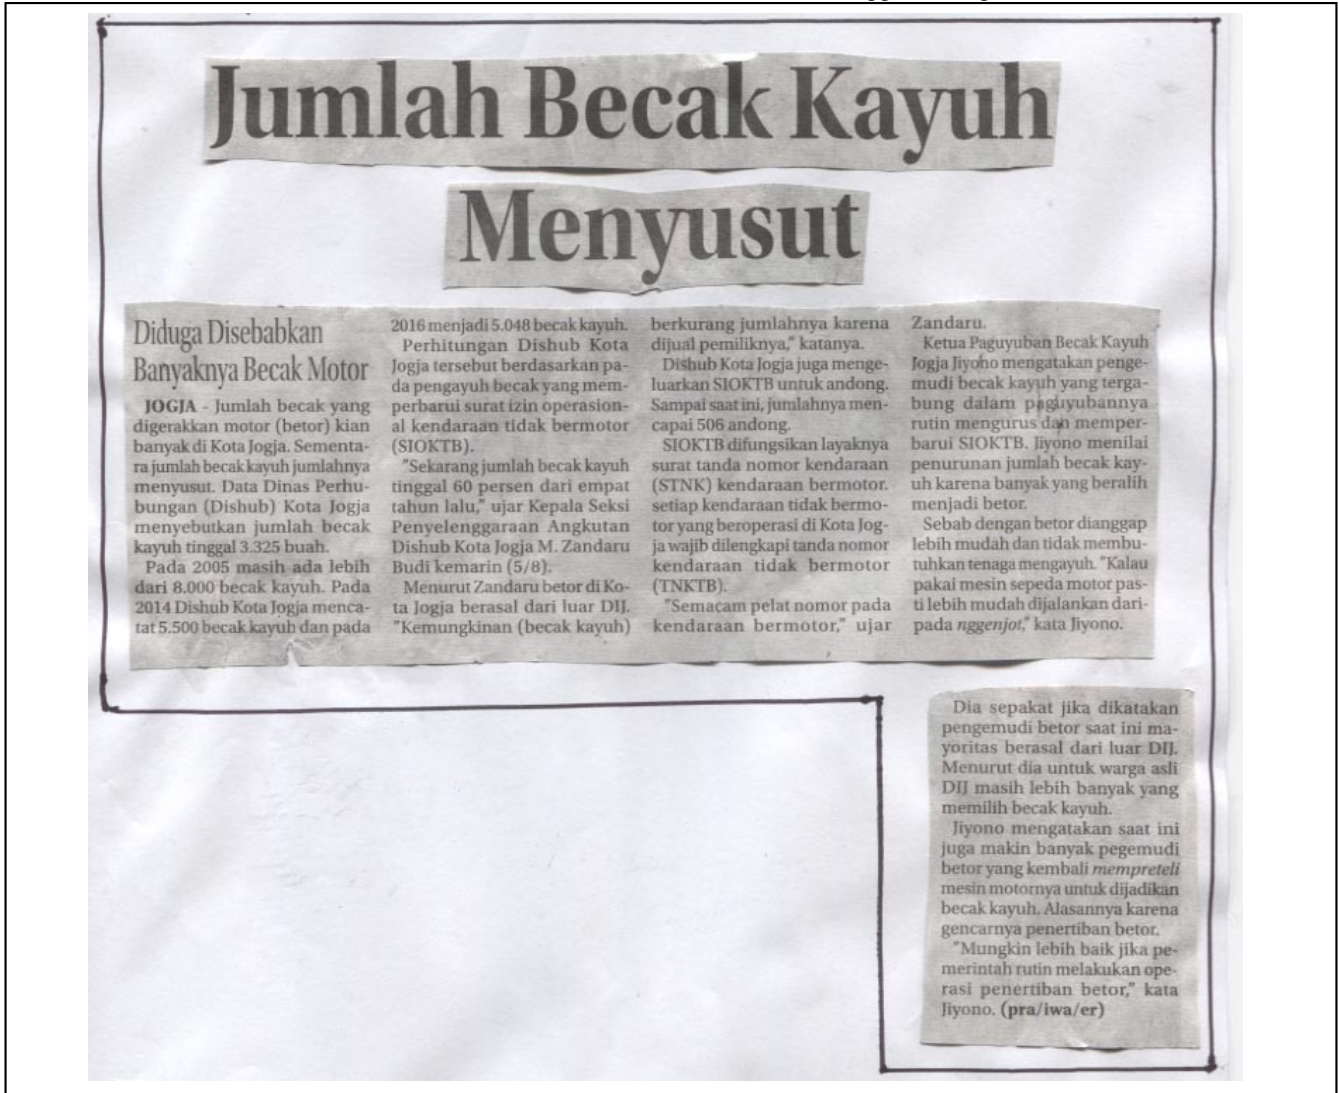 Jumlah Becak Kayuh
Menyusut
Diduga Disebabkan
Banyaknya Becak Motor
JOGJA - Jumlah becak yang
digerakkan motor (betor) kian
banyak di Kota Jogja. Sementa-
ra jumlah becak kayuh jumlahnya
menyusut. Data Dinas Perhu-
bungan (Dishub) Kota Jogja
menyebutkan jumlah becak
kayuh tinggal 3.325 buah.
Pada 2005 masih ada lebih
dari 8.000 becak kayuh. Pada
2014 Dishub Kota Jogja menca-
tat 5.500 becak kayuh dan pada
2016 menjadi 5.048 becak kayuh.
Perhitungan Dishub Kota
Jogja tersebut berdasarkan pa-
da pengayuh becak yang mem-
perbarui surat izin operasion-
al kendaraan tidak bermotor
(SIOKTB).
"Sekarang jumlah becak kayuh
tinggal 60 persen dari empat
tahun lalu," ujar Kepala Seksi
Penyelenggaraan Angkutan
Dishub Kota Jogja M. Zandaru
Budi kemarin (5/8).
Menurut Zandaru betor di Ko-
ta Jogja berasal dari luar DIJ.
"Kemungkinan (becak kayuh)
berkurang jumlahnya karena
dijual pemiliknya," katanya.
Dishub Kota Jogja juga menge-
luarkan SIOKTB untuk andong.
Sampai saat ini, jumlahnya men-
capai 506 andong.
SIOKTB difungsikan layaknya
surat tanda nomor kendaraan
(STNK) kendaraan bermotor.
setiap kendaraan tidak bermo-
tor yang beroperasi di Kota Jog-
ja wajib dilengkapi tanda nomor
kendaraan tidak bermotor
(TNKTB).
"Semacam pelat nomor pada
kendaraan bermotor," ujar
Zandaru.
Ketua Paguyuban Becak Kayuh
Jogja Jiyono mengatakan penge-
mudi becak kayuh yang terga-
bung dalam paguyubannya
rutin mengurus dan memper-
barui SIOKTB. Jiyono menilai
penurunan jumlah becak kay-
uh karena banyak yang beralih
menjadi betor.
Sebab dengan betor dianggap
lebih mudah dan tidak membu-
tuhkan tenaga mengayuh. "Kalau
pakai mesin sepeda motor pas-
ti lebih mudah dijalankan dari-
pada nggenjot," kata Jiyono.
Dia sepakat jika dikatakan
pengemudi betor saat ini ma-
yoritas berasal dari luar DIJ.
Menurut dia untuk warga asli
DIJ masih lebih banyak yang
memilih becak kayuh.
Jiyono mengatakan saat ini
juga makin banyak pegemudi
betor yang kembali mempreteli
mesin motornya untuk dijadikan
becak kayuh. Alasannya karena
gencarnya penertiban betor.
"Mungkin lebih baik jika pe-
merintah rutin melakukan ope-
rasi penertiban betor," kata
Jiyono. (pra/iwa/er)